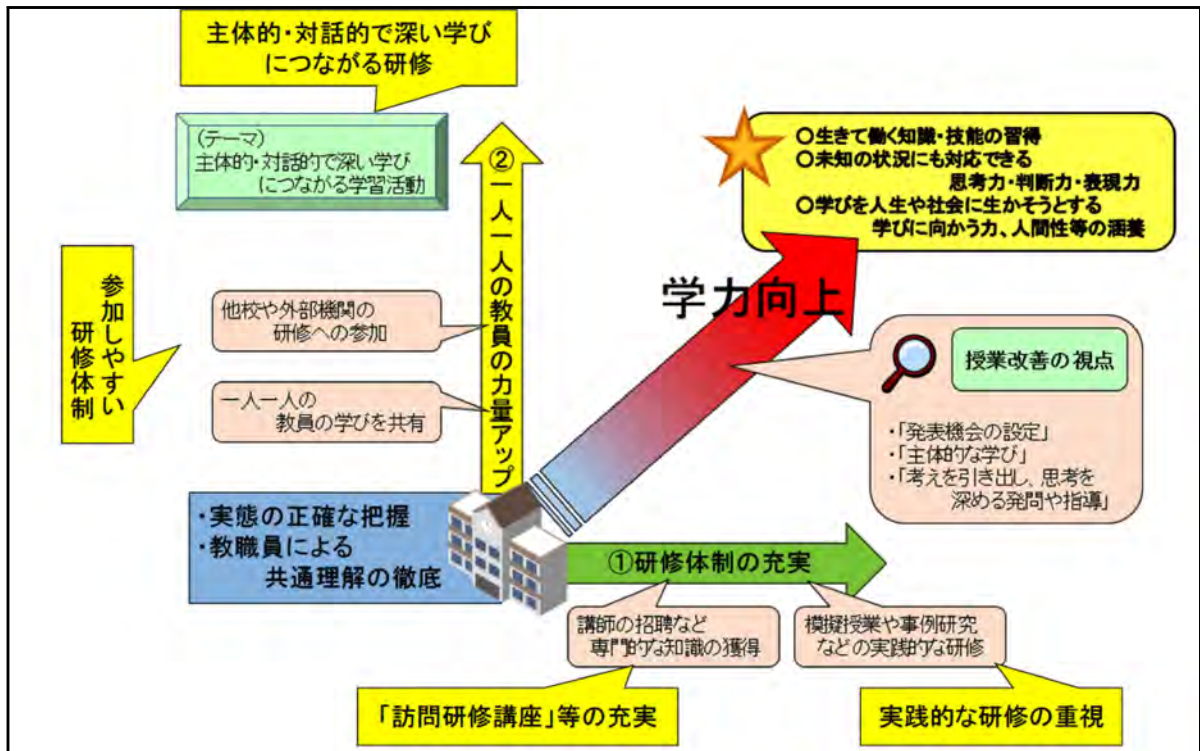 主体的・対話的で深い学び
につながる研修
(テーマ)
主体的・対話的で深い学び
につながる学習活動
②一人一人の教員の力量アップ
○生きて働く知識・技能の習得
○未知の状況にも対応できる
思考力・判断力・表現力
○学びを人生や社会に生かそうとする
学びに向かう力、人間性等の涵養
参加しやすい
研修体制
他校や外部機関の
研修への参加
一人一人の
教員の学びを共有
学力向上
授業改善の視点
・「発表機会の設定」
・「主体的な学び」
・「考えを引き出し、思考を
深める発問や指導」
・実態の正確な把握
・教職員による
共通理解の徹底
①研修体制の充実
講師の招聘など
専門的な知識の獲得
模擬授業や事例研究
などの実践的な研修
「訪問研修講座」等の充実
実践的な研修の重視